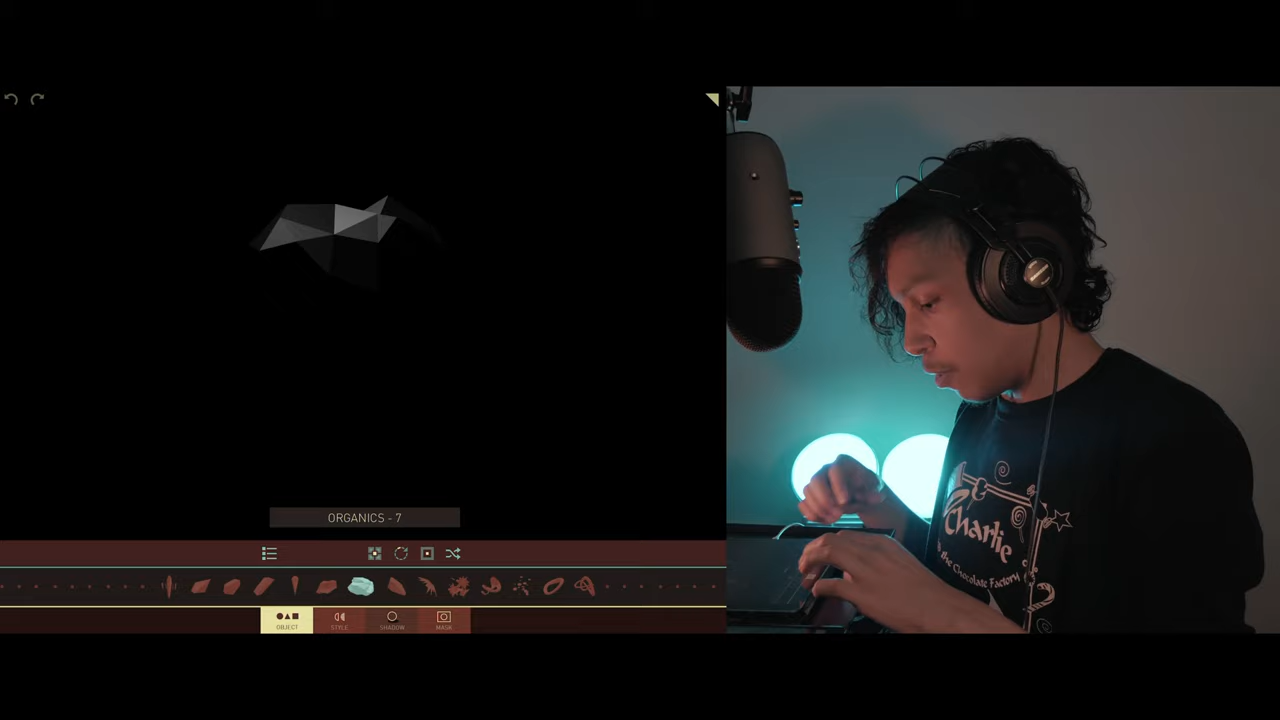 ORGANICS - 7
OBJECT
STYLE
SHADOW
MASK
Charlie
& the Chocolate Factory